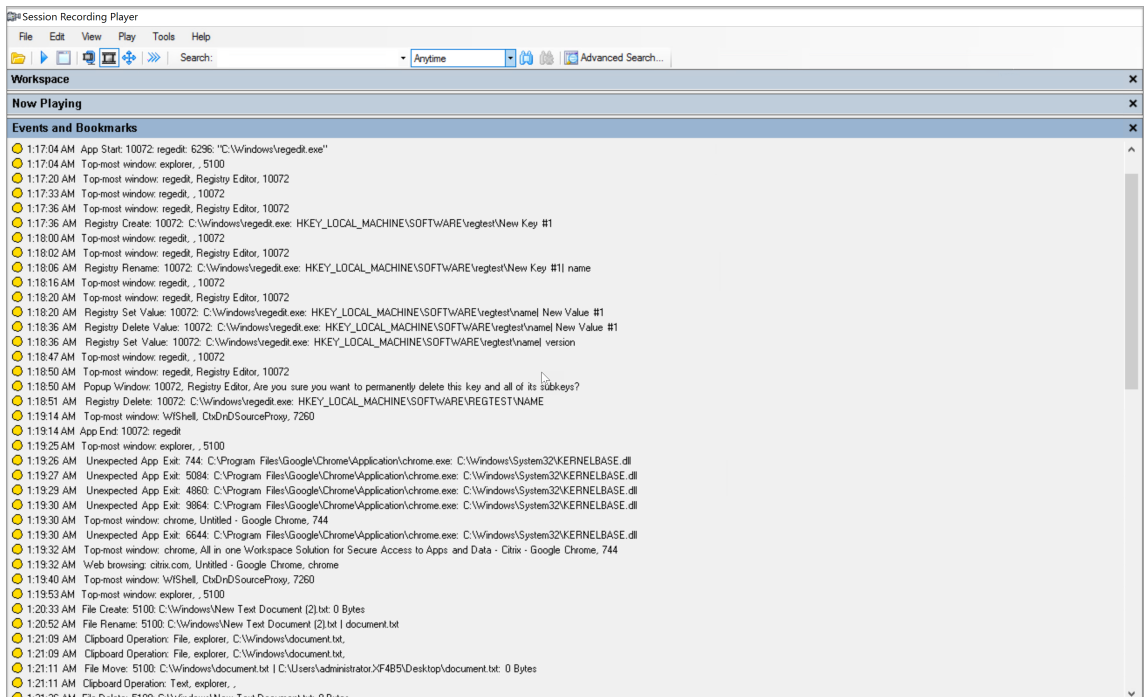 Session Recording Player
File Edit View Play Tools Help
Search: Anytime Advanced Search...
Workspace
Now Playing
Events and Bookmarks
1:17:04 AM App Start: 10072: regedit: 6296: "C:\Windows\regedit.exe"
1:17:04 AM Top-most window: explorer, , 5100
1:17:20 AM Top-most window: regedit, Registry Editor, 10072
1:17:33 AM Top-most window: regedit, , 10072
1:17:36 AM Top-most window: regedit, Registry Editor, 10072
1:17:36 AM Registry Create: 10072: C:\Windows\regedit.exe: HKEY_LOCAL_MACHINE\SOFTWARE\regtest\New Key #1
1:18:00 AM Top-most window: regedit, , 10072
1:18:02 AM Top-most window: regedit, Registry Editor, 10072
1:18:06 AM Registry Rename: 10072: C:\Windows\regedit.exe: HKEY_LOCAL_MACHINE\SOFTWARE\regtest\New Key #1| name
1:18:16 AM Top-most window: regedit, , 10072
1:18:20 AM Top-most window: regedit, Registry Editor, 10072
1:18:20 AM Registry Set Value: 10072: C:\Windows\regedit.exe: HKEY_LOCAL_MACHINE\SOFTWARE\regtest\name| New Value #1
1:18:36 AM Registry Delete Value: 10072: C:\Windows\regedit.exe: HKEY_LOCAL_MACHINE\SOFTWARE\regtest\name| New Value #1
1:18:36 AM Registry Set Value: 10072: C:\Windows\regedit.exe: HKEY_LOCAL_MACHINE\SOFTWARE\regtest\name| version
1:18:47 AM Top-most window: regedit, , 10072
1:18:50 AM Top-most window: regedit, Registry Editor, 10072
1:18:50 AM Popup Window: 10072, Registry Editor, Are you sure you want to permanently delete this key and all of its subkeys?
1:18:51 AM Registry Delete: 10072: C:\Windows\regedit.exe: HKEY_LOCAL_MACHINE\SOFTWARE\REGTEST\NAME
1:19:14 AM Top-most window: WfShell, CtxDnDSourceProxy, 7260
1:19:14 AM App End: 10072: regedit
1:19:25 AM Top-most window: explorer, , 5100
1:19:26 AM Unexpected App Exit: 744: C:\Program Files\Google\Chrome\Application\chrome.exe: C:\Windows\System32\KERNELBASE.dll
1:19:27 AM Unexpected App Exit: 5084: C:\Program Files\Google\Chrome\Application\chrome.exe: C:\Windows\System32\KERNELBASE.dll
1:19:29 AM Unexpected App Exit: 4860: C:\Program Files\Google\Chrome\Application\chrome.exe: C:\Windows\System32\KERNELBASE.dll
1:19:30 AM Unexpected App Exit: 9864: C:\Program Files\Google\Chrome\Application\chrome.exe: C:\Windows\System32\KERNELBASE.dll
1:19:30 AM Top-most window: chrome, Untitled - Google Chrome, 744
1:19:30 AM Unexpected App Exit: 6644: C:\Program Files\Google\Chrome\Application\chrome.exe: C:\Windows\System32\KERNELBASE.dll
1:19:32 AM Top-most window: chrome, All in one Workspace Solution for Secure Access to Apps and Data - Citrix - Google Chrome, 744
1:19:32 AM Web browsing: citrix.com, Untitled - Google Chrome, chrome
1:19:40 AM Top-most window: WfShell, CtxDnDSourceProxy, 7260
1:19:53 AM Top-most window: explorer, , 5100
1:20:33 AM File Create: 5100: C:\Windows\New Text Document (2).txt: 0 Bytes
1:20:52 AM File Rename: 5100: C:\Windows\New Text Document (2).txt | document.txt
1:21:09 AM Clipboard Operation: File, explorer, C:\Windows\document.txt,
1:21:09 AM Clipboard Operation: File, explorer, C:\Windows\document.txt,
1:21:11 AM File Move: 5100: C:\Windows\document.txt | C:\Users\administrator.XF4B5\Desktop\document.txt: 0 Bytes
1:21:11 AM Clipboard Operation: Text, explorer, ,